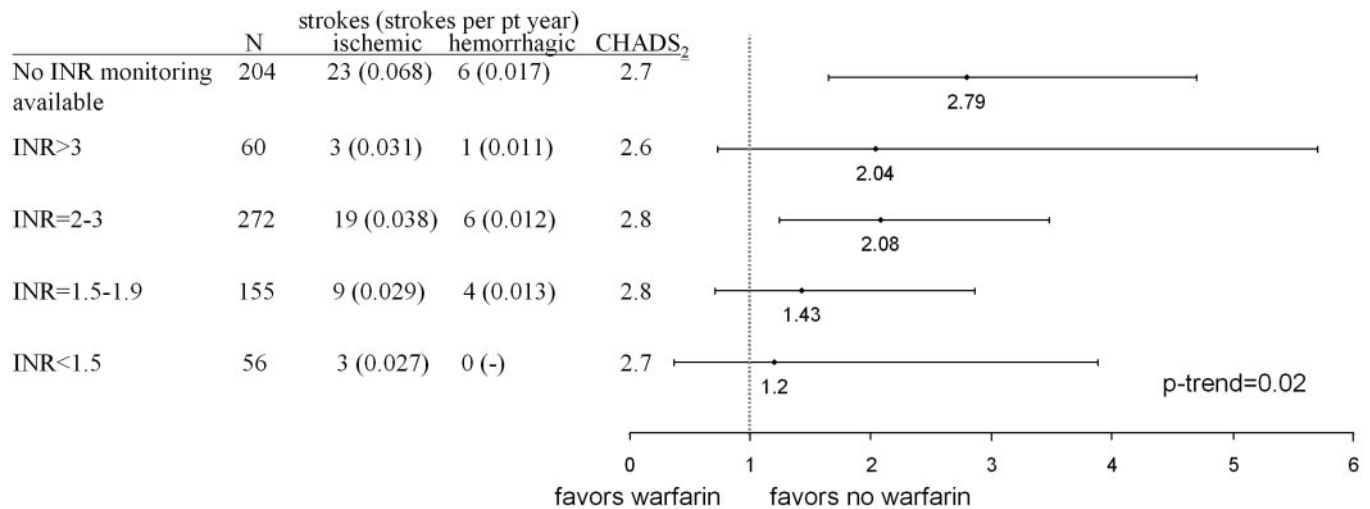 strokes (strokes per pt year)
N ischemic hemorrhagic CHADS2
No INR monitoring 204 23 (0.068) 6 (0.017) 2.7
available
2.79
INR>3 60 3 (0.031) 1 (0.011) 2.6
2.04
INR=2-3 272 19 (0.038) 6 (0.012) 2.8
2.08
INR=1.5-1.9 155 9 (0.029) 4 (0.013) 2.8
1.43
INR<1.5 56 3 (0.027) 0 (-) 2.7
1.2
p-trend=0.02
0 1 2 3 4 5 6
favors warfarin favors no warfarin